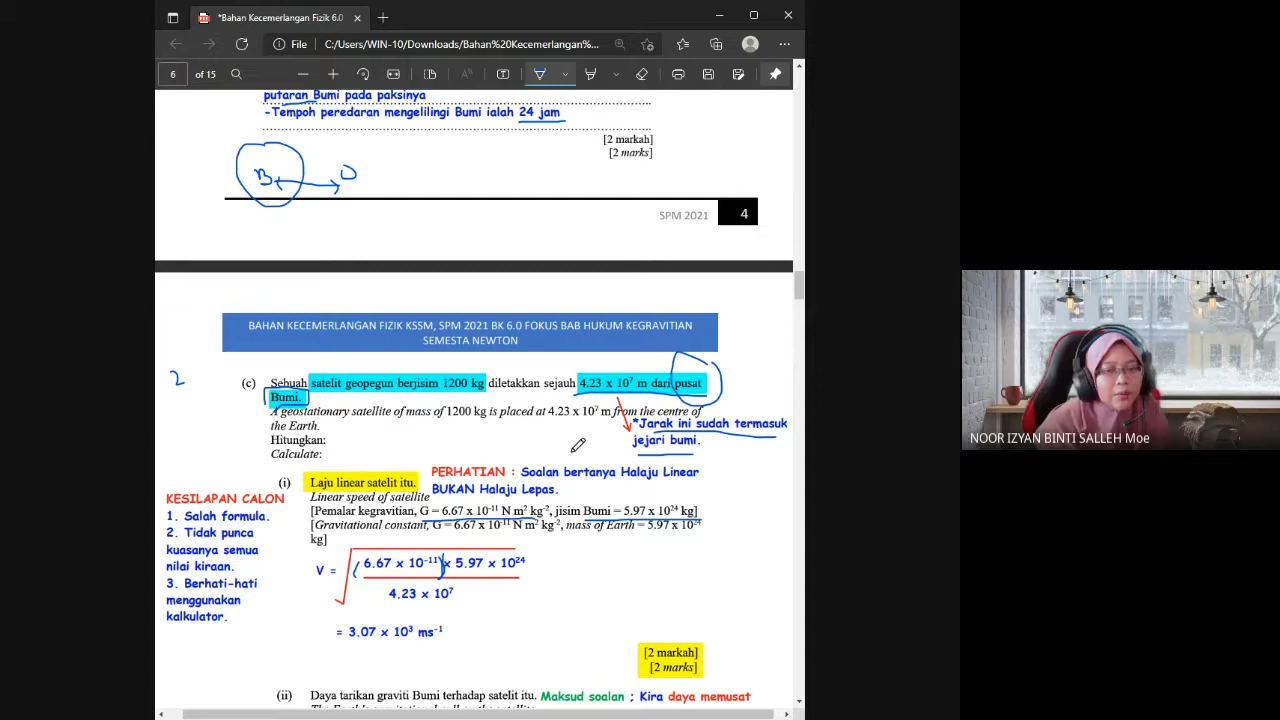 *Bahan Kecemerlangan Fizik 6.0
File
C:/Users/WIN-10/Downloads/Bahan%20Kecemerlangan%...
6 of 15
putaran Bumi pada paksinya
-Tempoh peredaran mengelilingi Bumi ialah 24 jam
[2 markah]
[2 marks]
B
SPM 2021 4
BAHAN KECEMERLANGAN FIZIK KSSM, SPM 2021 BK 6.0 FOKUS BAB HUKUM KEGRAVITIAN
SEMESTA NEWTON
2
(c) Sebuah satelit geopegun berjisim 1200 kg diletakkan sejauh 4.23 x 10⁷ m dari pusat
Bumi.
A geostationary satellite of mass of 1200 kg is placed at 4.23 x 10⁷ m from the centre of
the Earth.
*Jarak ini sudah termasuk
jejari bumi.
Hitungkan:
Calculate:
(i) Laju linear satelit itu.
Linear speed of satellite
PERHATIAN : Soalan bertanya Halaju Linear
BUKAN Halaju Lepas.
[Pemalar kegravitian, G = 6.67 x 10⁻¹¹ N m² kg⁻², jisim Bumi = 5.97 x 10²⁴ kg]
[Gravitational constant, G = 6.67 x 10⁻¹¹ N m² kg⁻², mass of Earth = 5.97 x 10²⁴
kg]
KESILAPAN CALON
1. Salah formula.
2. Tidak punca
kuasanya semua
nilai kiraan.
3. Berhati-hati
menggunakan
kalkulator.
V = √ (6.67 x 10⁻¹¹) x 5.97 x 10²⁴
4.23 x 10⁷
= 3.07 x 10³ ms⁻¹
[2 markah]
[2 marks]
(ii) Daya tarikan graviti Bumi terhadap satelit itu. Maksud soalan ; Kira daya memusat
NOOR IZYAN BINTI SALLEH Moe